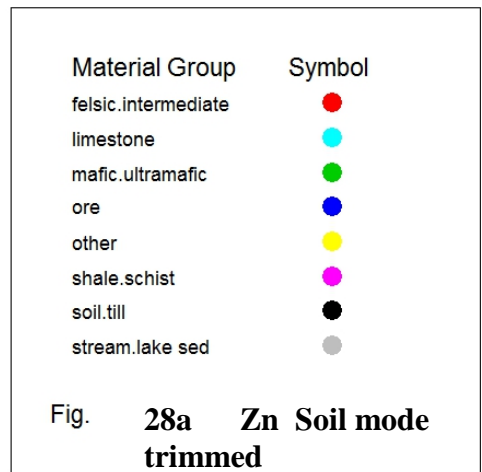 Material Group Symbol
felsic.intermediate
limestone
mafic.ultramafic
ore
other
shale.schist
soil.till
stream.lake sed
Fig. 28a Zn Soil mode
trimmed